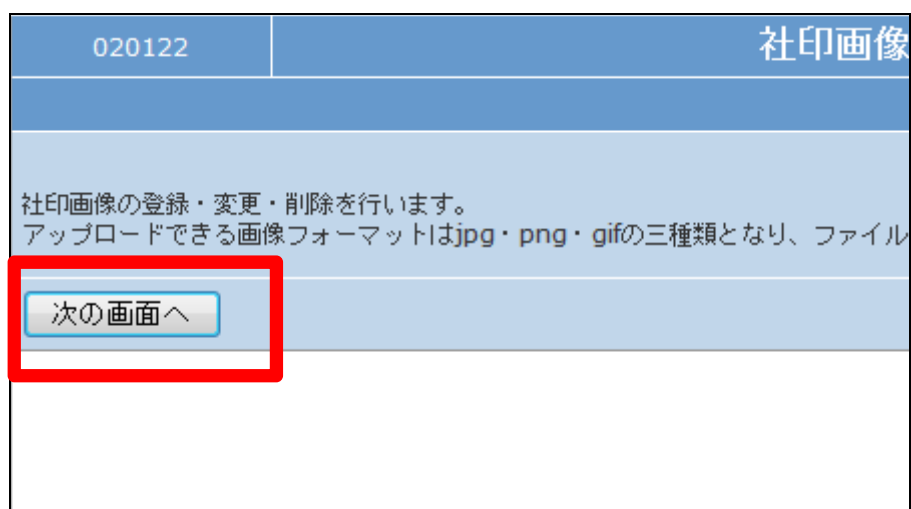 020122
社印画像
社印画像の登録・変更・削除を行います。
アップロードできる画像フォーマットはjpg・png・gifの三種類となり、ファイル
次の画面へ